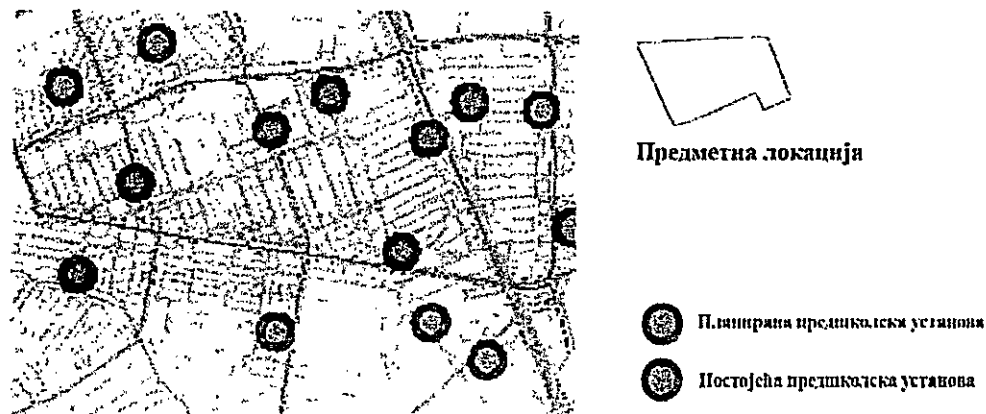 Предметна локација
Планирана предшколска установа
Постојећа предшколска установа